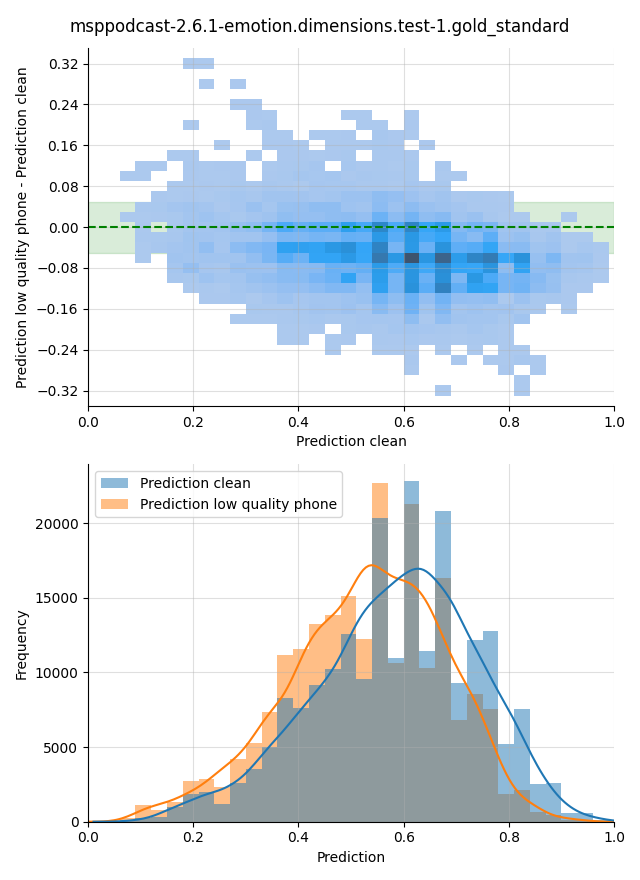 msppodcast-2.6.1-emotion.dimensions.test-1.gold_standard
Prediction low quality phone - Prediction clean
0.32
0.24
0.16
0.08
0.00
−0.08
−0.16
−0.24
−0.32
0.0 0.2 0.4 0.6 0.8 1.0
Prediction clean
Prediction clean
Prediction low quality phone
Frequency
20000
15000
10000
5000
0
0.0 0.2 0.4 0.6 0.8 1.0
Prediction